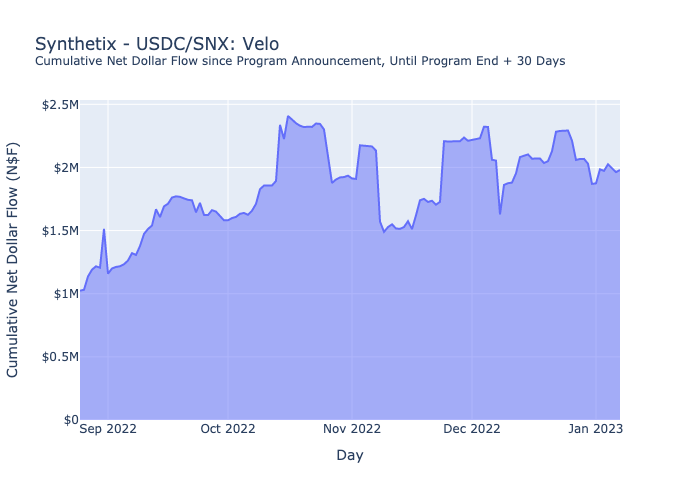 Synthetix - USDC/SNX: Velo
Cumulative Net Dollar Flow since Program Announcement, Until Program End + 30 Days
$2.5M
$2M
$1.5M
$1M
$0.5M
$0
Cumulative Net Dollar Flow (N$F)
Sep 2022 Oct 2022 Nov 2022 Dec 2022 Jan 2023
Day